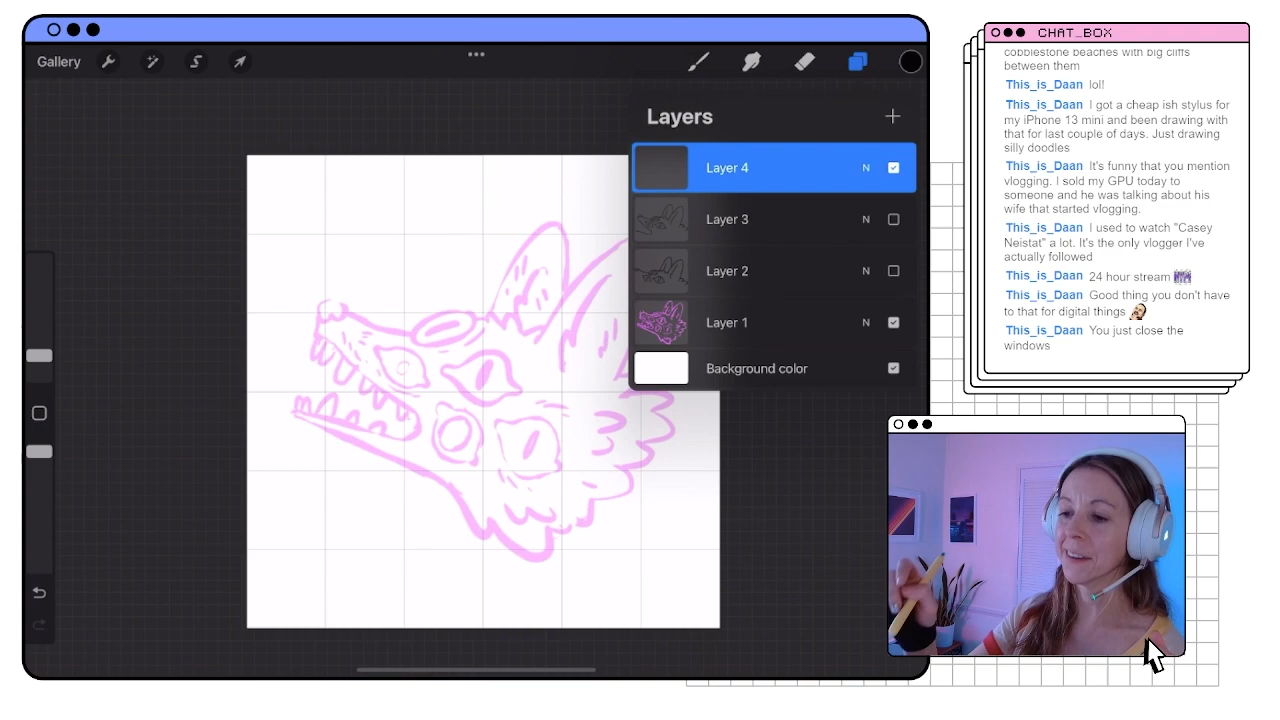 CHAT_BOX
Gallery
cobblestone beaches with big cliffs
between them
This_is_Daan lol!
This_is_Daan I got a cheap ish stylus for
my iPhone 13 mini and been drawing with
that for last couple of days. Just drawing
silly doodles
This_is_Daan It's funny that you mention
vlogging. I sold my GPU today to
someone and he was talking about his
wife that started vlogging.
This_is_Daan I used to watch "Casey
Neistat" a lot. It's the only vlogger I've
actually followed
This_is_Daan 24 hour stream
This_is_Daan Good thing you don't have
to that for digital things
This_is_Daan You just close the
windows
Layers
Layer 4 N
Layer 3 N
Layer 2 N
Layer 1 N
Background color